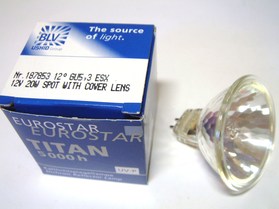 BLV
USHIO
The source
of light.
Nr.187853 12° GU5,3 ESX
12V 20W SPOT WITH COVER LENS
EUROSTAR
EUROSTAR
TITAN
5000 h